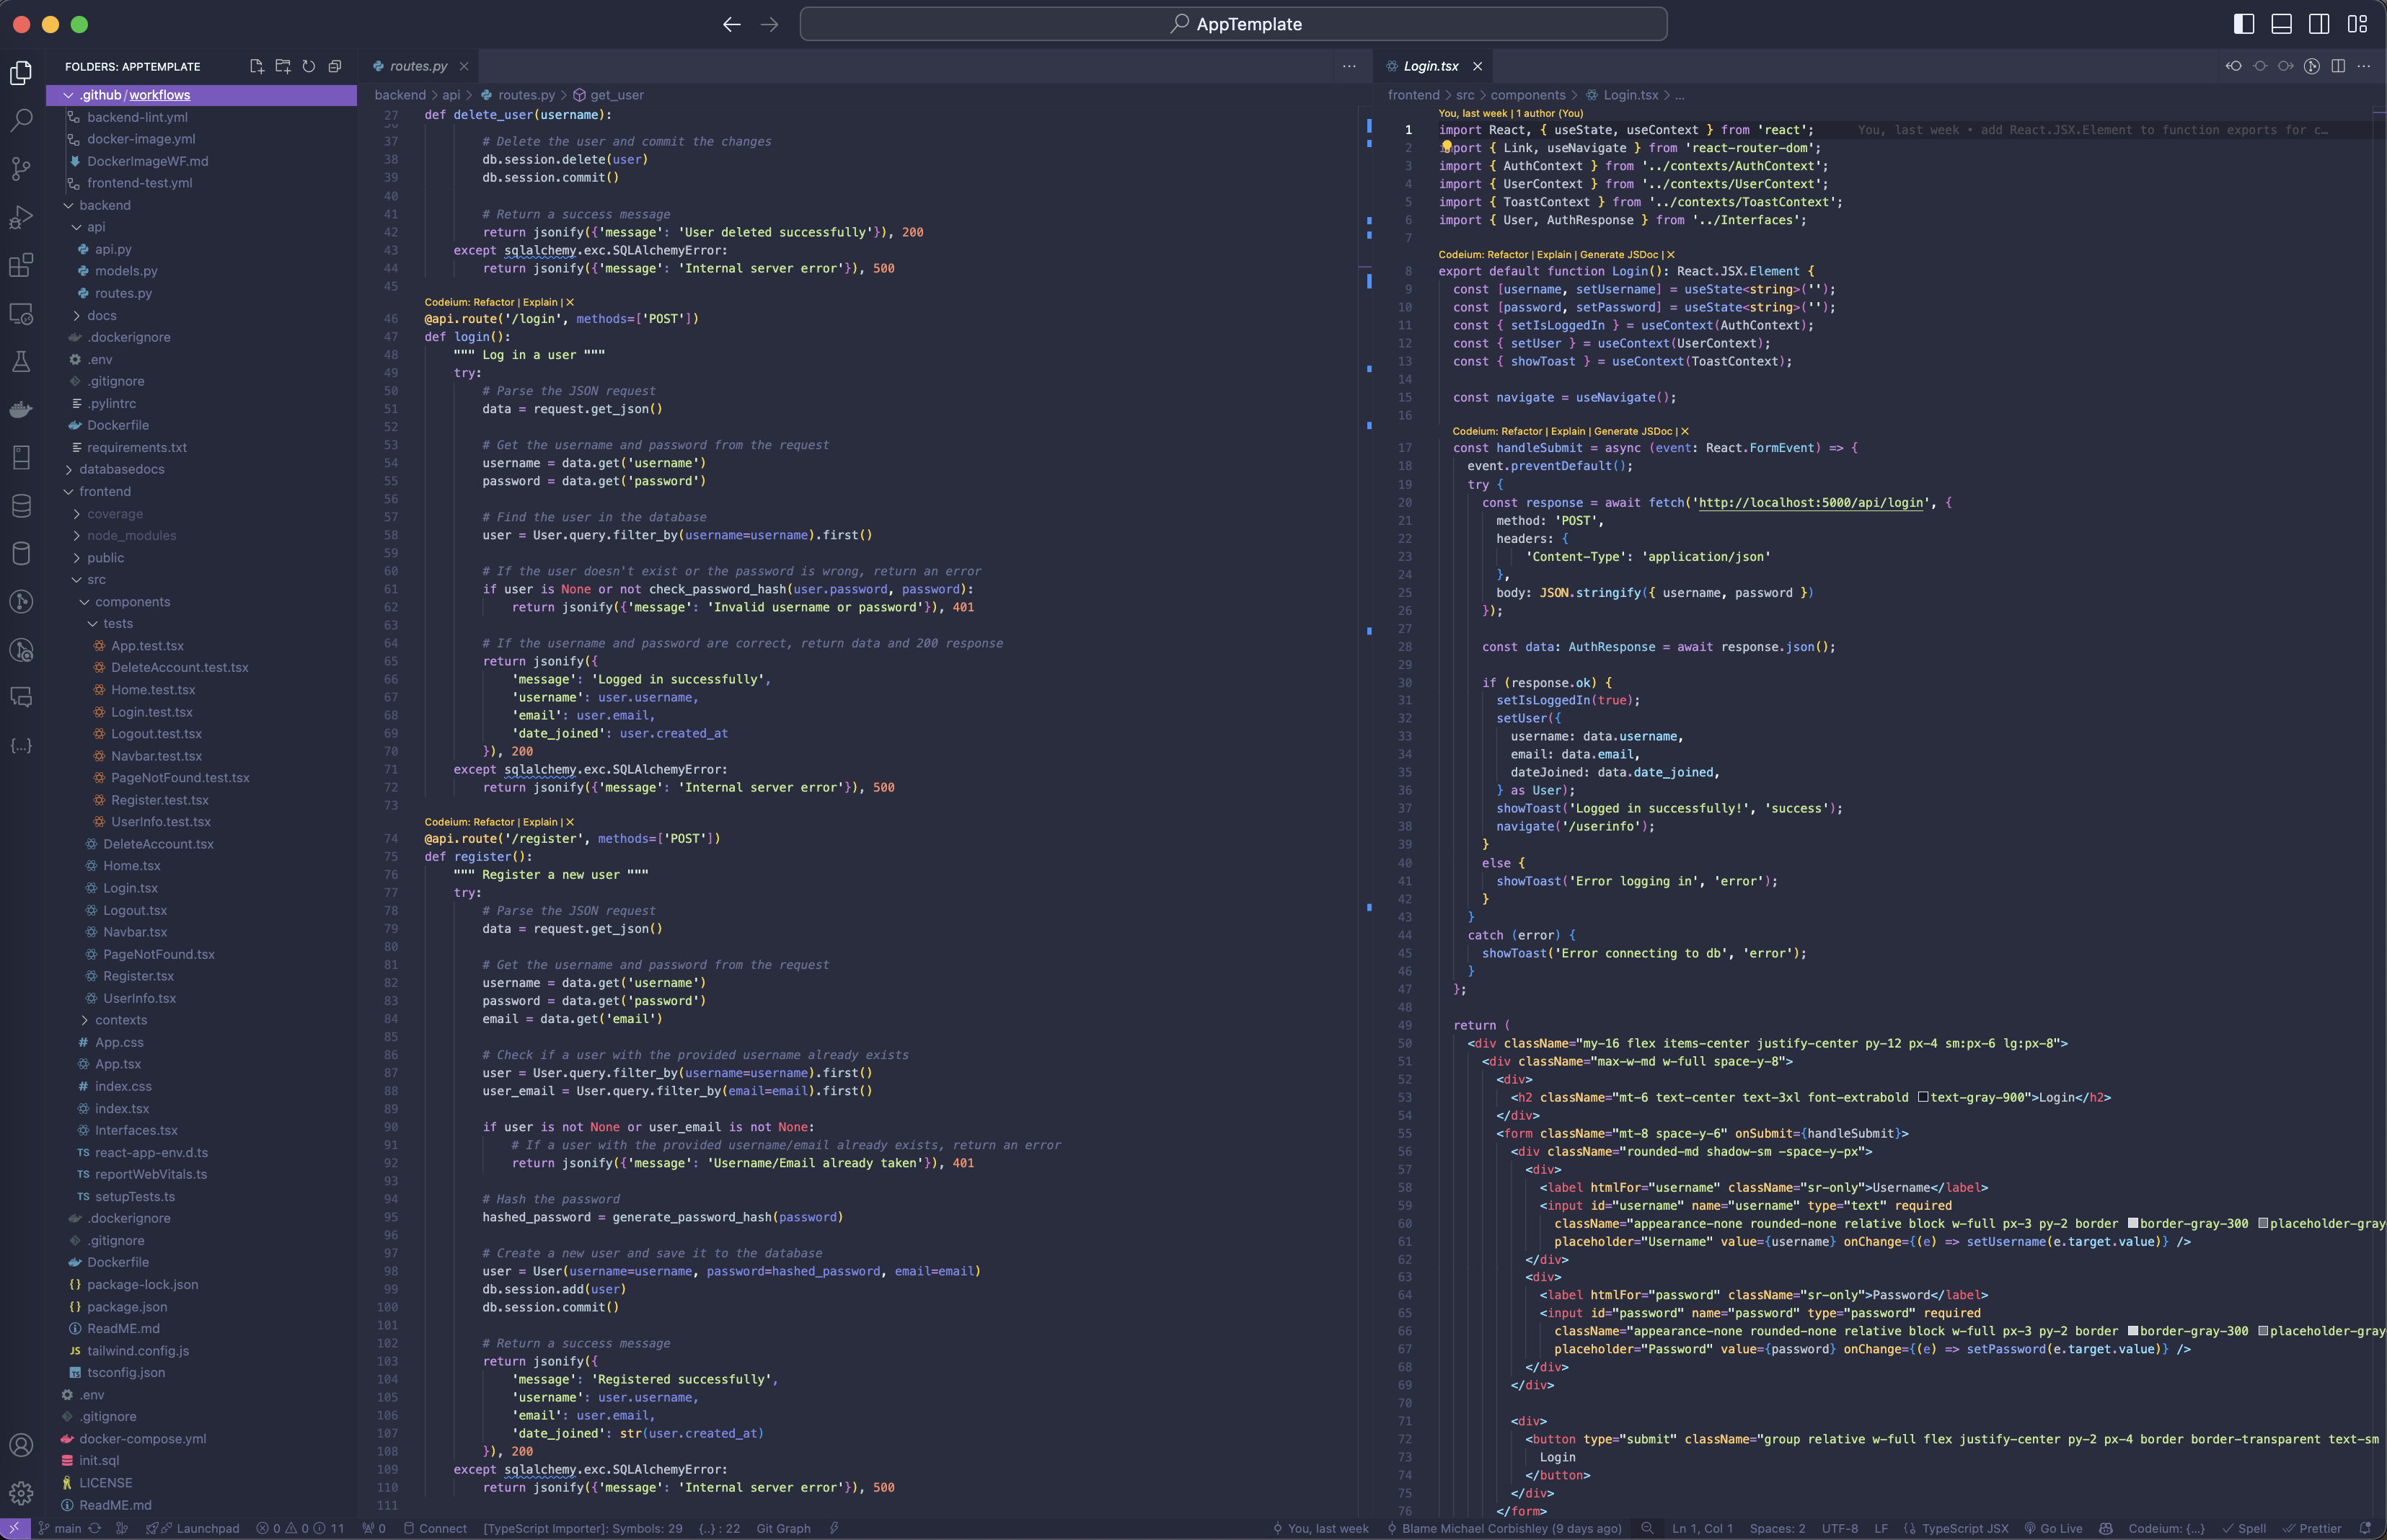 AppTemplate
FOLDERS: APPTEMPLATE
.github/workflows
backend-lint.yml
docker-image.yml
DockerImageWF.md
frontend-test.yml
backend
api
api.py
models.py
routes.py
docs
.dockerignore
.env
.gitignore
.pylintrc
Dockerfile
requirements.txt
databasedocs
frontend
coverage
node_modules
public
src
components
tests
App.test.tsx
DeleteAccount.test.tsx
Home.test.tsx
Login.test.tsx
Logout.test.tsx
Navbar.test.tsx
PageNotFound.test.tsx
Register.test.tsx
UserInfo.test.tsx
DeleteAccount.tsx
Home.tsx
Login.tsx
Logout.tsx
Navbar.tsx
PageNotFound.tsx
Register.tsx
UserInfo.tsx
contexts
# App.css
App.tsx
# index.css
index.tsx
Interfaces.tsx
TS react-app-env.d.ts
TS reportWebVitals.ts
TS setupTests.ts
.dockerignore
.gitignore
Dockerfile
{} package-lock.json
{} package.json
ReadME.md
JS tailwind.config.js
tsconfig.json
.env
.gitignore
docker-compose.yml
init.sql
LICENSE
ReadME.md
routes.py
backend > api > routes.py > get_user
27 def delete_user(username):
37 # Delete the user and commit the changes
38 db.session.delete(user)
39 db.session.commit()
40
41 # Return a success message
42 return jsonify({'message': 'User deleted successfully'}), 200
43 except sqlalchemy.exc.SQLAlchemyError:
44 return jsonify({'message': 'Internal server error'}), 500
45
Codeium: Refactor | Explain | X
46 @api.route('/login', methods=['POST'])
47 def login():
48 """ Log in a user """
49 try:
50 # Parse the JSON request
51 data = request.get_json()
52
53 # Get the username and password from the request
54 username = data.get('username')
55 password = data.get('password')
56
57 # Find the user in the database
58 user = User.query.filter_by(username=username).first()
59
60 # If the user doesn't exist or the password is wrong, return an error
61 if user is None or not check_password_hash(user.password, password):
62 return jsonify({'message': 'Invalid username or password'}), 401
63
64 # If the username and password are correct, return data and 200 response
65 return jsonify({
66 'message': 'Logged in successfully',
67 'username': user.username,
68 'email': user.email,
69 'date_joined': user.created_at
70 }), 200
71 except sqlalchemy.exc.SQLAlchemyError:
72 return jsonify({'message': 'Internal server error'}), 500
73
Codeium: Refactor | Explain | X
74 @api.route('/register', methods=['POST'])
75 def register():
76 """ Register a new user """
77 try:
78 # Parse the JSON request
79 data = request.get_json()
80
81 # Get the username and password from the request
82 username = data.get('username')
83 password = data.get('password')
84 email = data.get('email')
85
86 # Check if a user with the provided username already exists
87 user = User.query.filter_by(username=username).first()
88 user_email = User.query.filter_by(email=email).first()
89
90 if user is not None or user_email is not None:
91 # If a user with the provided username/email already exists, return an error
92 return jsonify({'message': 'Username/Email already taken'}), 401
93
94 # Hash the password
95 hashed_password = generate_password_hash(password)
96
97 # Create a new user and save it to the database
98 user = User(username=username, password=hashed_password, email=email)
99 db.session.add(user)
100 db.session.commit()
101
102 # Return a success message
103 return jsonify({
104 'message': 'Registered successfully',
105 'username': user.username,
106 'email': user.email,
107 'date_joined': str(user.created_at)
108 }), 200
109 except sqlalchemy.exc.SQLAlchemyError:
110 return jsonify({'message': 'Internal server error'}), 500
111
Login.tsx
frontend > src > components > Login.tsx > ...
You, last week | 1 author (You)
1 import React, { useState, useContext } from 'react'; You, last week • add React.JSX.Element to function exports for c…
2 import { Link, useNavigate } from 'react-router-dom';
3 import { AuthContext } from '../contexts/AuthContext';
4 import { UserContext } from '../contexts/UserContext';
5 import { ToastContext } from '../contexts/ToastContext';
6 import { User, AuthResponse } from '../Interfaces';
7
Codeium: Refactor | Explain | Generate JSDoc | X
8 export default function Login(): React.JSX.Element {
9 const [username, setUsername] = useState<string>('');
10 const [password, setPassword] = useState<string>('');
11 const { setIsLoggedIn } = useContext(AuthContext);
12 const { setUser } = useContext(UserContext);
13 const { showToast } = useContext(ToastContext);
14
15 const navigate = useNavigate();
16
Codeium: Refactor | Explain | Generate JSDoc | X
17 const handleSubmit = async (event: React.FormEvent) => {
18 event.preventDefault();
19 try {
20 const response = await fetch('http://localhost:5000/api/login', {
21 method: 'POST',
22 headers: {
23 'Content-Type': 'application/json'
24 },
25 body: JSON.stringify({ username, password })
26 });
27
28 const data: AuthResponse = await response.json();
29
30 if (response.ok) {
31 setIsLoggedIn(true);
32 setUser({
33 username: data.username,
34 email: data.email,
35 dateJoined: data.date_joined,
36 } as User);
37 showToast('Logged in successfully!', 'success');
38 navigate('/userinfo');
39 }
40 else {
41 showToast('Error logging in', 'error');
42 }
43 }
44 catch (error) {
45 showToast('Error connecting to db', 'error');
46 }
47 };
48
49 return (
50 <div className="my-16 flex items-center justify-center py-12 px-4 sm:px-6 lg:px-8">
51 <div className="max-w-md w-full space-y-8">
52 <div>
53 <h2 className="mt-6 text-center text-3xl font-extrabold text-gray-900">Login</h2>
54 </div>
55 <form className="mt-8 space-y-6" onSubmit={handleSubmit}>
56 <div className="rounded-md shadow-sm -space-y-px">
57 <div>
58 <label htmlFor="username" className="sr-only">Username</label>
59 <input id="username" name="username" type="text" required
60 className="appearance-none rounded-none relative block w-full px-3 py-2 border border-gray-300 placeholder-gray
61 placeholder="Username" value={username} onChange={(e) => setUsername(e.target.value)} />
62 </div>
63 <div>
64 <label htmlFor="password" className="sr-only">Password</label>
65 <input id="password" name="password" type="password" required
66 className="appearance-none rounded-none relative block w-full px-3 py-2 border border-gray-300 placeholder-gray
67 placeholder="Password" value={password} onChange={(e) => setPassword(e.target.value)} />
68 </div>
69 </div>
70
71 <div>
72 <button type="submit" className="group relative w-full flex justify-center py-2 px-4 border border-transparent text-sm
73 Login
74 </button>
75 </div>
76 </form>
main Launchpad 0 0 11 0 Connect [TypeScript Importer]: Symbols: 29 {..} : 22 Git Graph You, last week Blame Michael Corbishley (9 days ago) Ln 1, Col 1 Spaces: 2 UTF-8 LF TypeScript JSX Go Live Codeium: {...} Spell Prettier